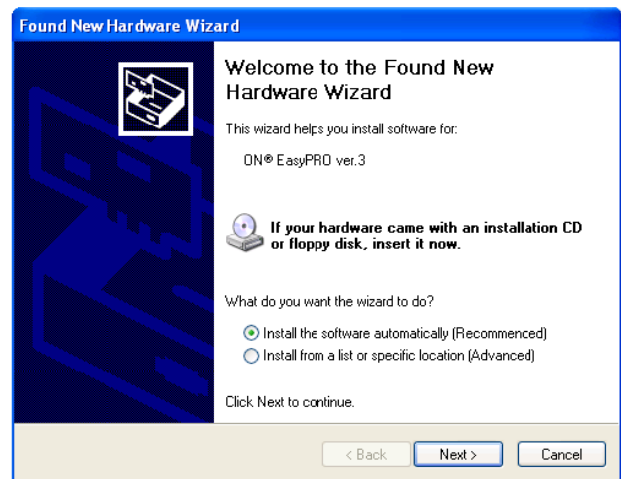 Found New Hardware Wizard
Welcome to the Found New
Hardware Wizard
This wizard helps you install software for:
ON® EasyPRO ver.3
If your hardware came with an installation CD
or floppy disk, insert it now.
What do you want the wizard to do?
Install the software automatically (Recommenced)
Install from a list or specific location (Advanced)
Click Next to continue.
< Back
Next >
Cancel